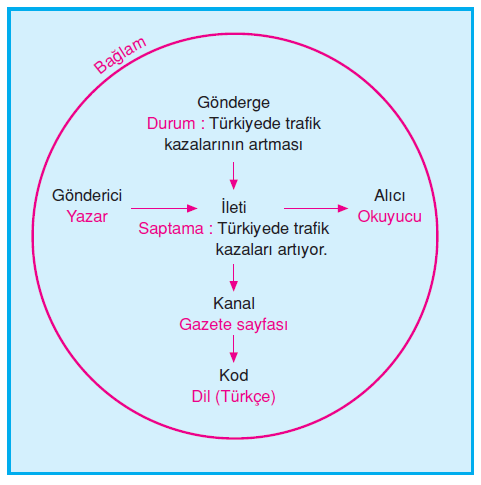 Bağlam
Gönderge
Durum : Türkiyede trafik
kazalarının artması
Gönderici
Yazar
İleti
Saptama : Türkiyede trafik
kazaları artıyor.
Alıcı
Okuyucu
Kanal
Gazete sayfası
Kod
Dil (Türkçe)